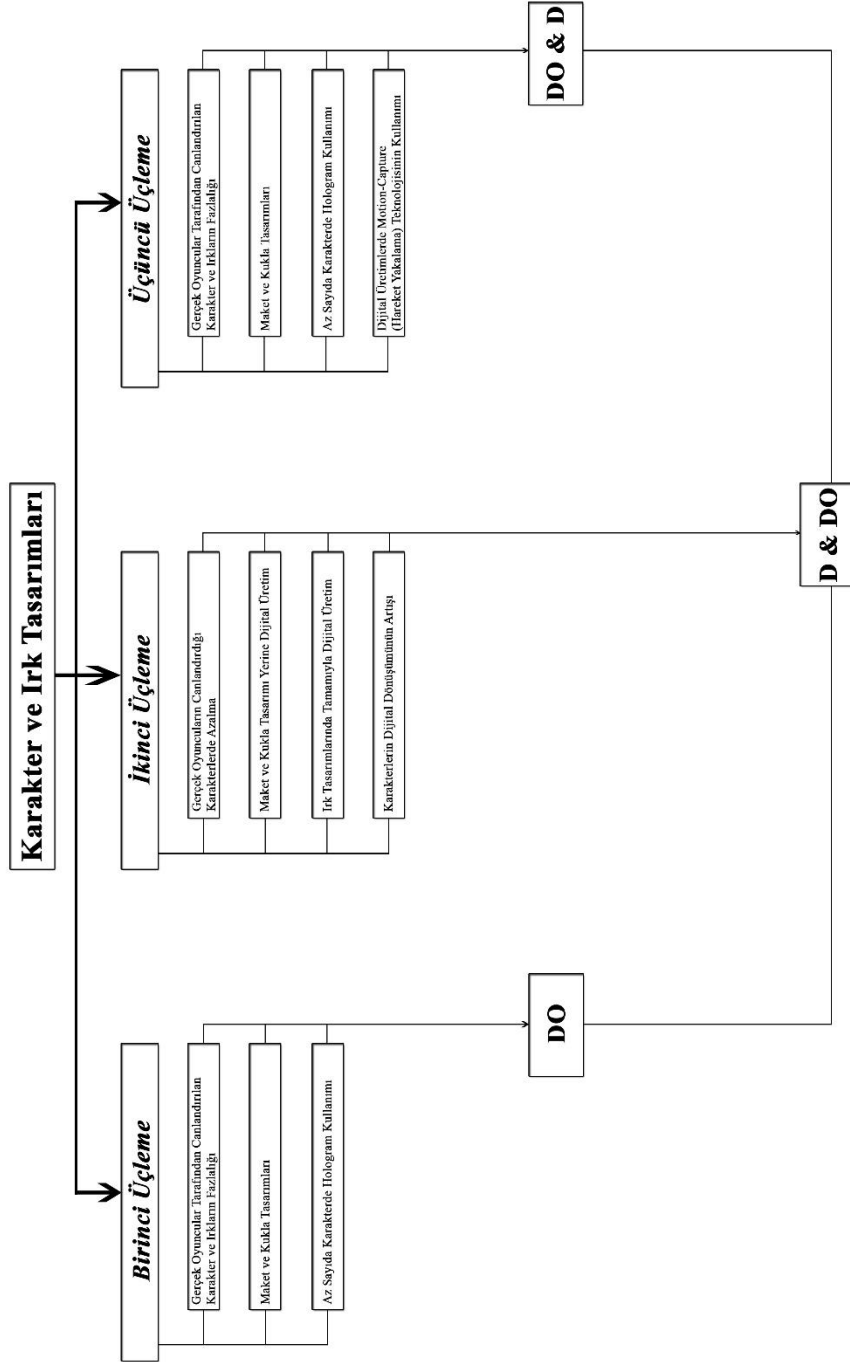 Karakter ve Irk Tasarımları
Birinci Üçleme
Gerçek Oyuncular Tarafından Canlandırılan
Karakter ve Irkların Fazlalığı
Maket ve Kukla Tasarımları
Az Sayıda Karakterde Hologram Kullanımı
DO
İkinci Üçleme
Gerçek Oyuncuların Canlandırdığı
Karakterlerde Azalma
Maket ve Kukla Tasarımı Yerine Dijital Üretim
Irk Tasarımlarında Tamamıyla Dijital Üretim
Karakterlerin Dijital Dönüşümünün Artışı
D & DO
Üçüncü Üçleme
Gerçek Oyuncular Tarafından Canlandırılan
Karakter ve Irkların Fazlalığı
Maket ve Kukla Tasarımları
Az Sayıda Karakterde Hologram Kullanımı
Dijital Üretimlerde Motion-Capture
(Hareket Yakalama) Teknolojisinin Kullanımı
DO & D